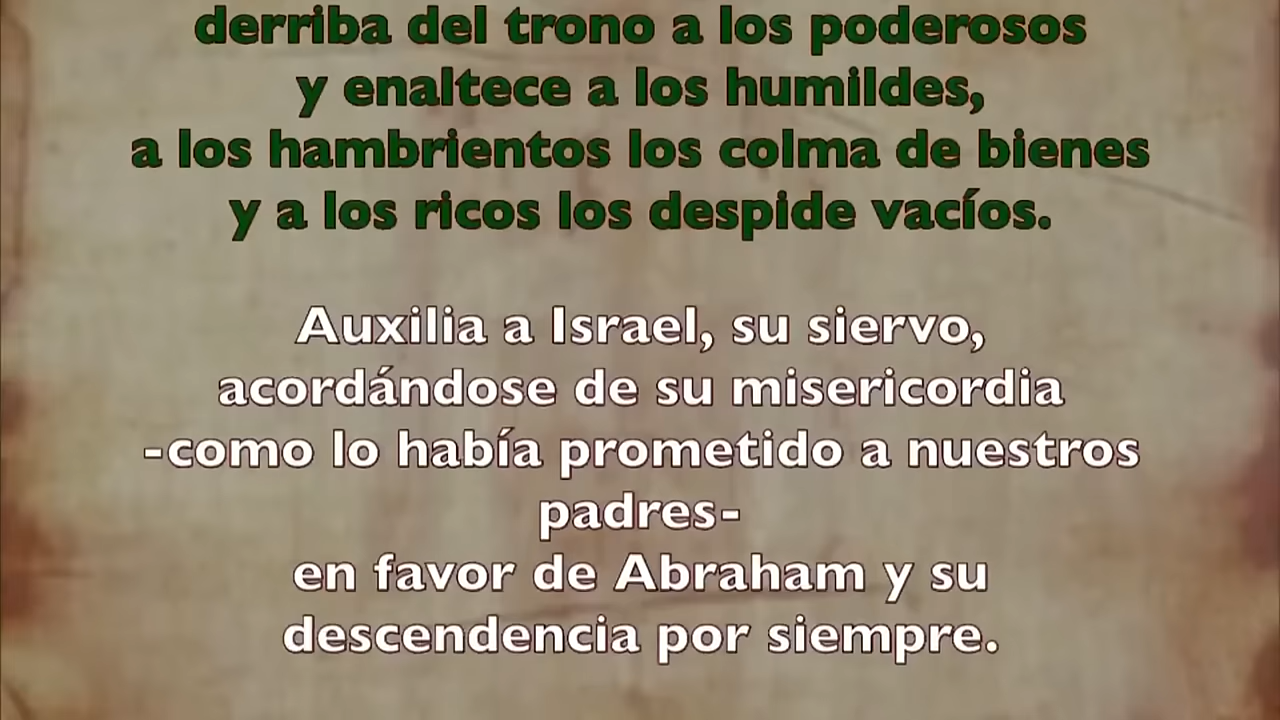 derriba del trono a los poderosos
y enaltece a los humildes,
a los hambrientos los colma de bienes
y a los ricos los despide vacíos.
Auxilia a Israel, su siervo,
acordándose de su misericordia
-como lo había prometido a nuestros
padres-
en favor de Abraham y su
descendencia por siempre.